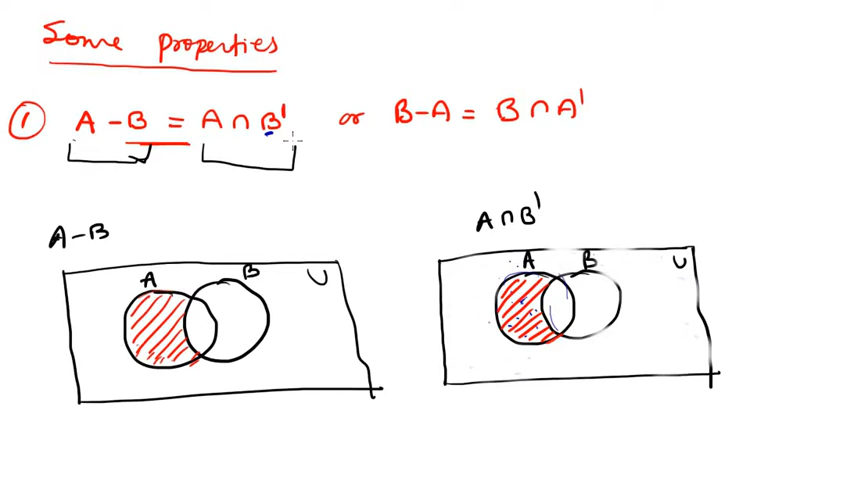 Some properties
① A - B = A ∩ B' or B - A = B ∩ A'
A - B
A ∩ B'
A B U
A B U